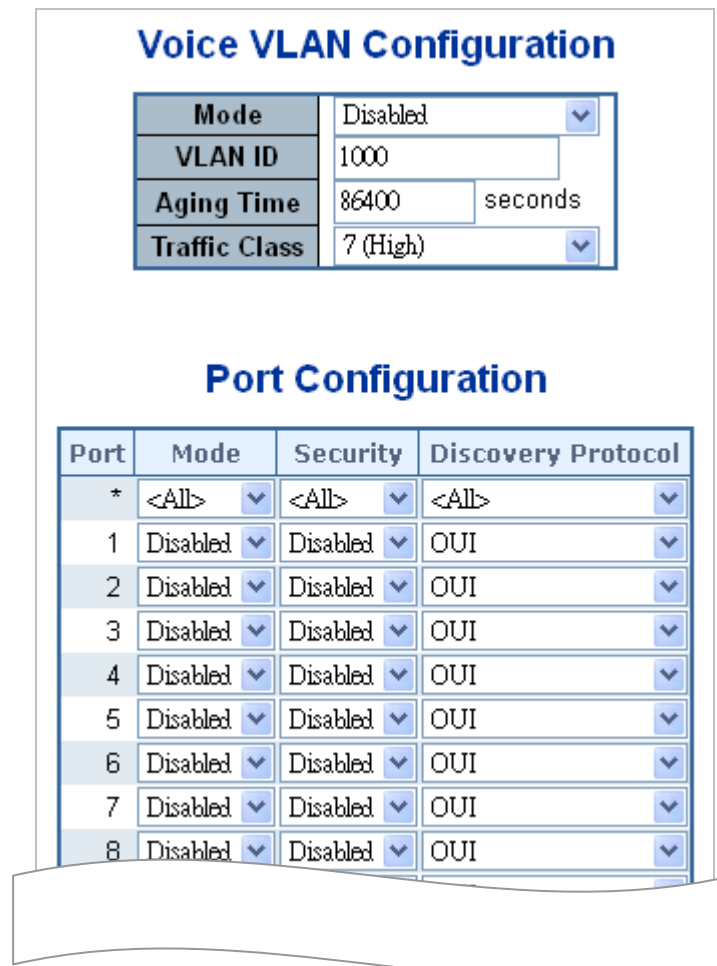 Voice VLAN Configuration
Mode Disabled
VLAN ID 1000
Aging Time 86400 seconds
Traffic Class 7 (High)
Port Configuration
Port Mode Security Discovery Protocol
* <All> <All> <All>
1 Disabled Disabled OUI
2 Disabled Disabled OUI
3 Disabled Disabled OUI
4 Disabled Disabled OUI
5 Disabled Disabled OUI
6 Disabled Disabled OUI
7 Disabled Disabled OUI
8 Disabled Disabled OUI